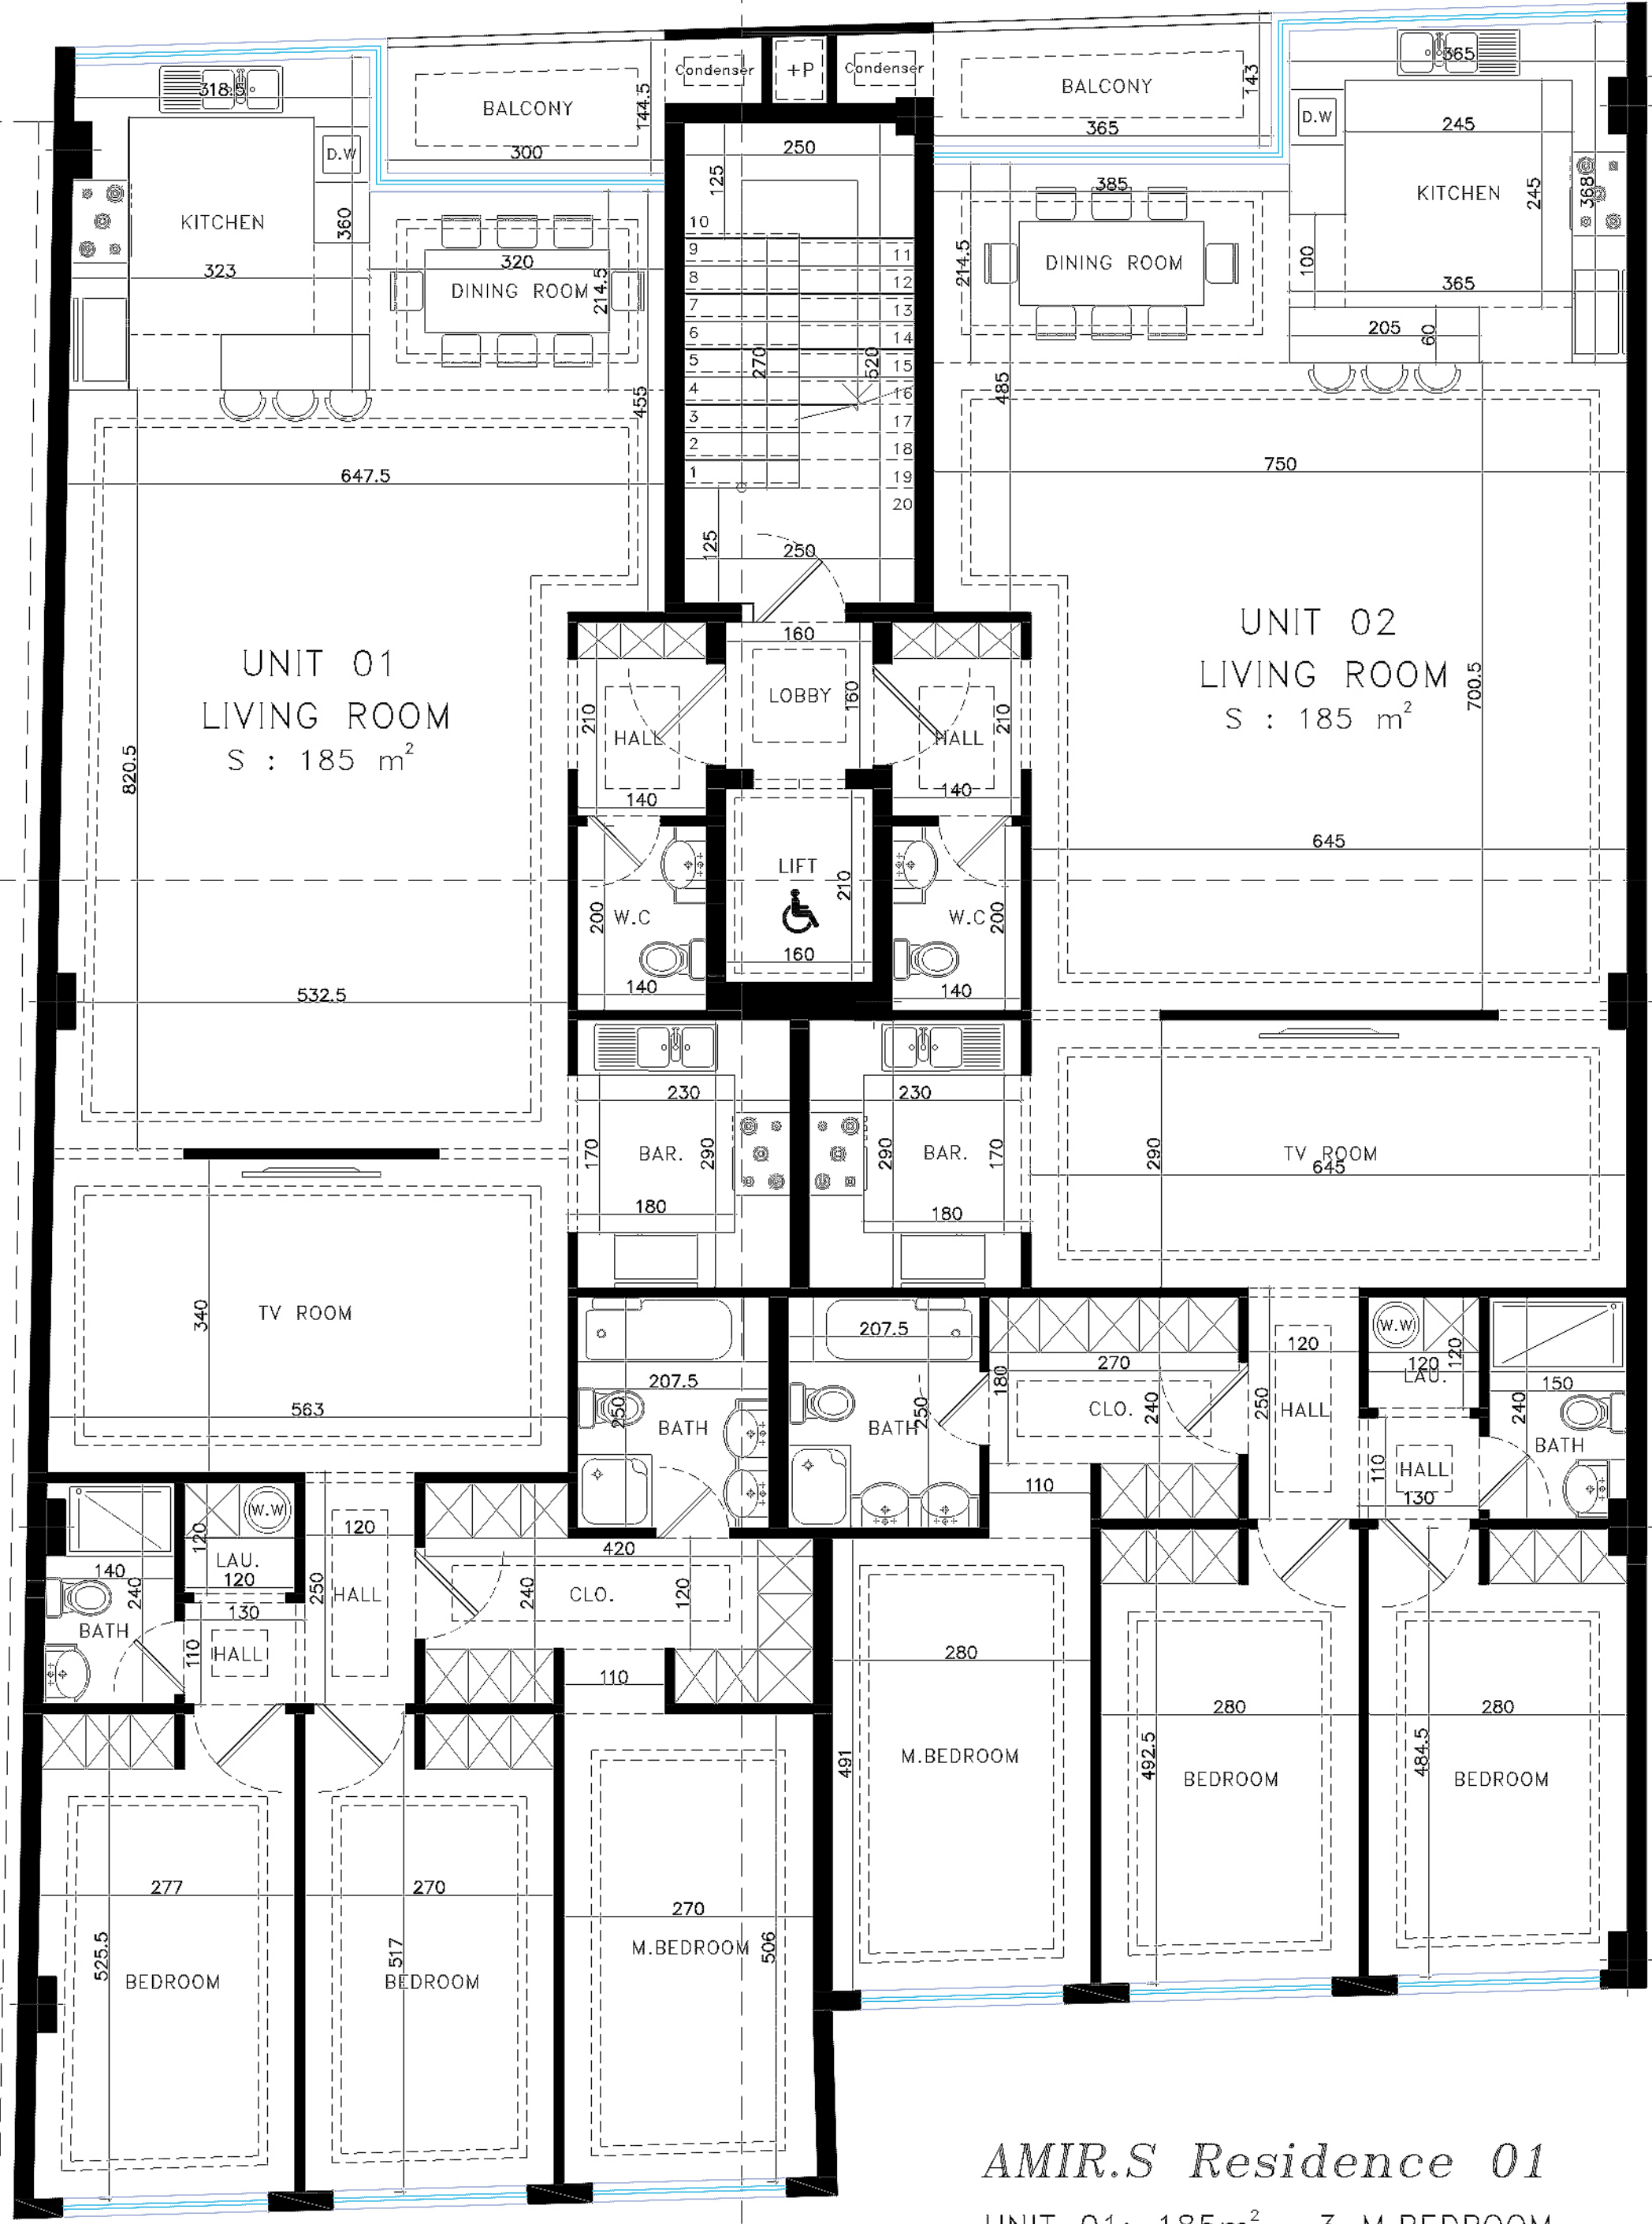 Condenser
+P
Condenser
365
318.5
BALCONY
144.5
300
BALCONY
143
365
D.W
D.W
245
250
125
KITCHEN
360
323
320
DINING ROOM
214.5
385
214.5
DINING ROOM
KITCHEN
245
368
100
365
205
60
10
9
8
7
6
5
4
3
2
1
11
12
13
14
15
16
17
18
19
20
270
520
455
485
647.5
750
125
250
UNIT 01
LIVING ROOM
S : 185 m²
UNIT 02
LIVING ROOM
S : 185 m²
700.5
820.5
160
LOBBY
160
210
HALL
140
210
HALL
140
LIFT
210
160
200
W.C
140
W.C
200
140
645
532.5
230
170
BAR.
290
180
230
290
BAR.
170
180
290
TV ROOM
645
340
TV ROOM
563
207.5
250
BATH
207.5
250
BATH
180
270
CLO.
240
110
120
250
HALL
W.W
120
120
LAU.
150
240
BATH
110
HALL
130
W.W
120
LAU.
120
140
240
BATH
130
110
HALL
120
250
HALL
420
240
CLO.
120
110
280
491
M.BEDROOM
280
492.5
BEDROOM
280
484.5
BEDROOM
277
525.5
BEDROOM
270
517
BEDROOM
270
M.BEDROOM
506
AMIR.S Residence 01
UNIT 01: 185m² 3 M.BEDROOM